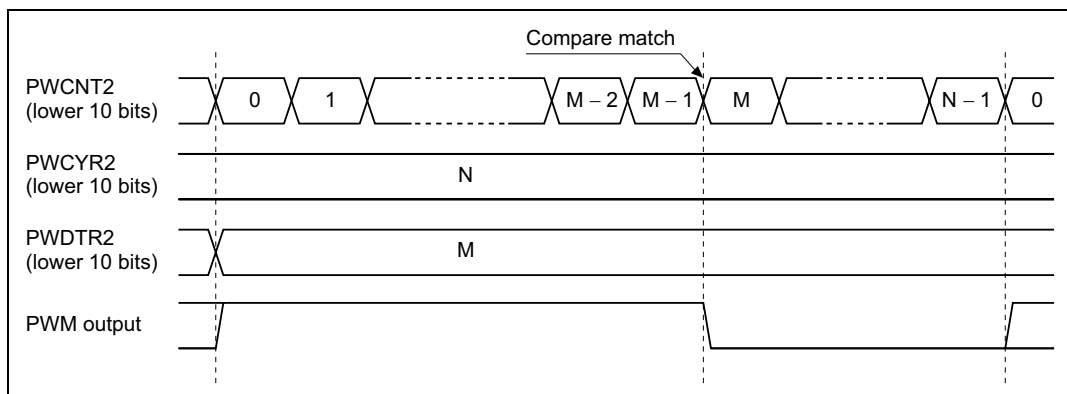 Compare match
PWCNT2
(lower 10 bits)
0 1 M – 2 M – 1 M N – 1 0
PWCYR2
(lower 10 bits)
N
PWDTR2
(lower 10 bits)
M
PWM output